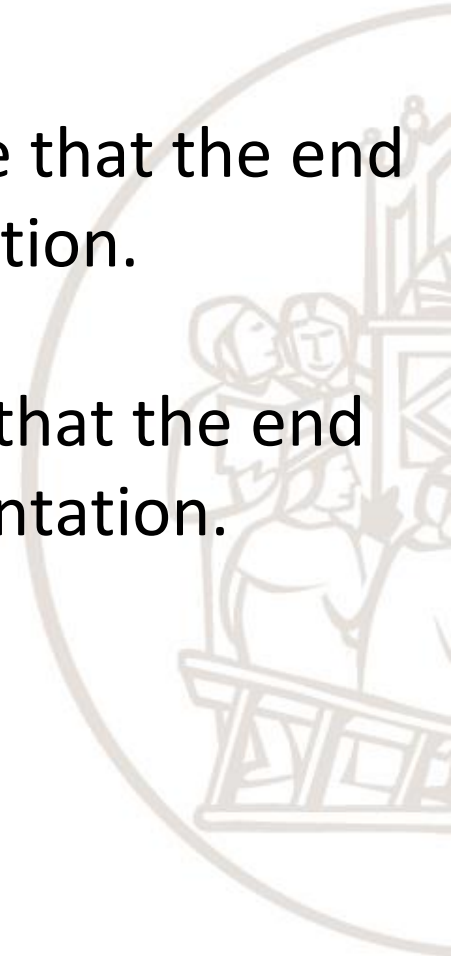 e that the end
tion.
that the end
ntation.